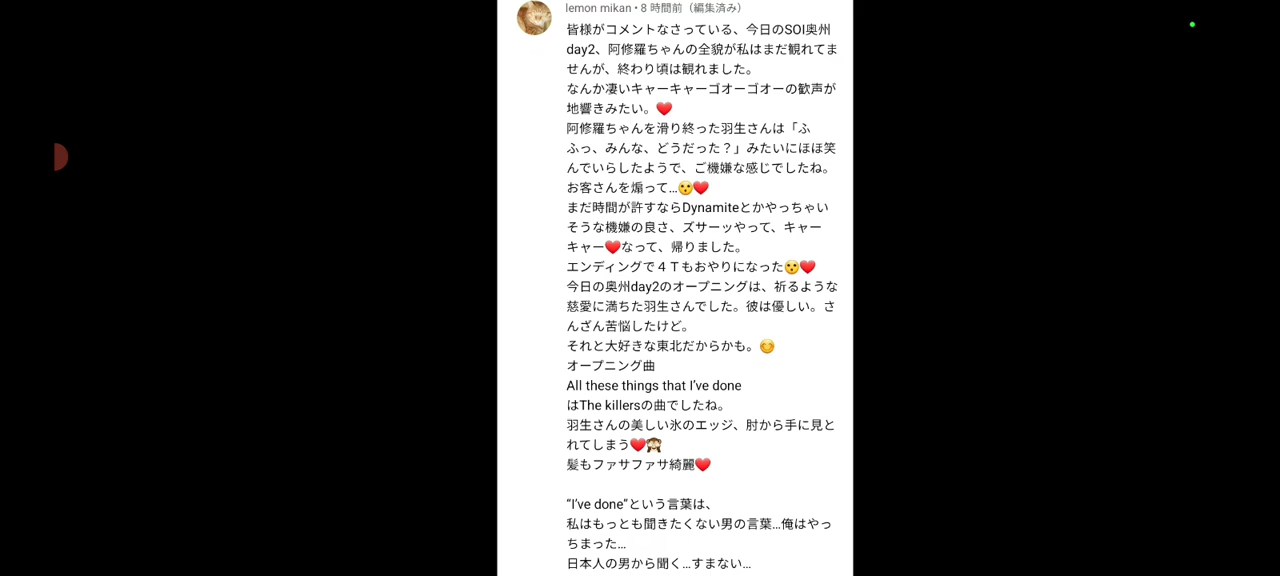 lemon mikan • 8 時間前（編集済み）
皆様がコメントなさっている、今日のSOI奥州
day2、阿修羅ちゃんの全貌が私はまだ観れてま
せんが、終わり頃は観れました。
なんか凄いキャーキャーゴオーゴオーの歓声が
地響きみたい。❤️
阿修羅ちゃんを滑り終った羽生さんは「ふ
ふっ、みんな、どうだった？」みたいにほほ笑
んでいらしたようで、ご機嫌な感じでしたね。
お客さんを煽って…😗❤️
まだ時間が許すならDynamiteとかやっちゃい
そうな機嫌の良さ、ズサーッやって、キャー
キャー❤️なって、帰りました。
エンディングで４Ｔもおやりになった😗❤️
今日の奥州day2のオープニングは、祈るような
慈愛に満ちた羽生さんでした。彼は優しい。さ
んざん苦悩したけど。
それと大好きな東北だからかも。😊
オープニング曲
All these things that I’ve done
はThe killersの曲でしたね。
羽生さんの美しい氷のエッジ、肘から手に見と
れてしまう❤️🙈
髪もファサファサ綺麗❤️
“I’ve done”という言葉は、
私はもっとも聞きたくない男の言葉…俺はやっ
ちまった…
日本人の男から聞く…すまない…